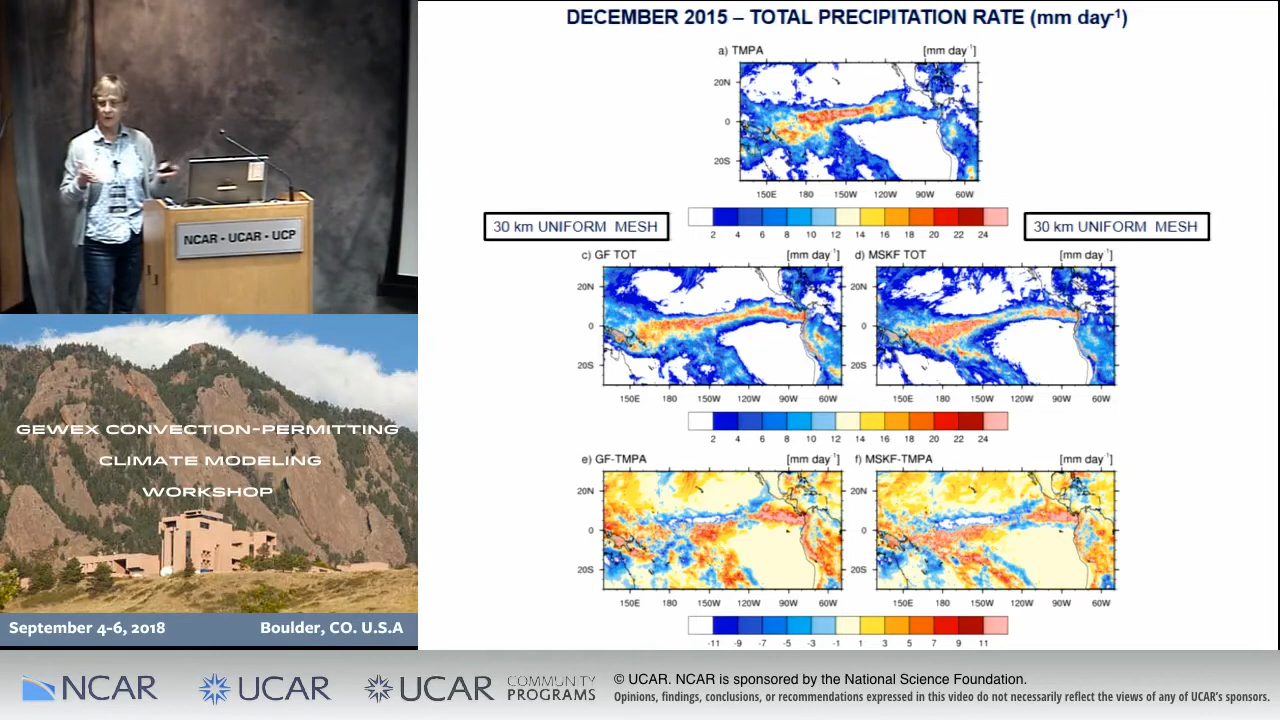 DECEMBER 2015 – TOTAL PRECIPITATION RATE (mm day-1)
a) TMPA [mm day-1]
20N
0
20S
150E 180 150W 120W 90W 60W
2 4 6 8 10 12 14 16 18 20 22 24
30 km UNIFORM MESH
30 km UNIFORM MESH
c) GF TOT [mm day-1]
20N
0
20S
150E 180 150W 120W 90W 60W
d) MSKF TOT [mm day-1]
20N
0
20S
150E 180 150W 120W 90W 60W
2 4 6 8 10 12 14 16 18 20 22 24
e) GF-TMPA [mm day-1]
20N
0
20S
150E 180 150W 120W 90W 60W
f) MSKF-TMPA [mm day-1]
20N
0
20S
150E 180 150W 120W 90W 60W
-11 -9 -7 -5 -3 -1 1 3 5 7 9 11
NCAR • UCAR • UCP
GEWEX CONVECTION-PERMITTING
CLIMATE MODELING
WORKSHOP
September 4-6, 2018 Boulder, CO. U.S.A
NCAR UCAR UCAR COMMUNITY
PROGRAMS
© UCAR. NCAR is sponsored by the National Science Foundation.
Opinions, findings, conclusions, or recommendations expressed in this video do not necessarily reflect the views of any of UCAR's sponsors.